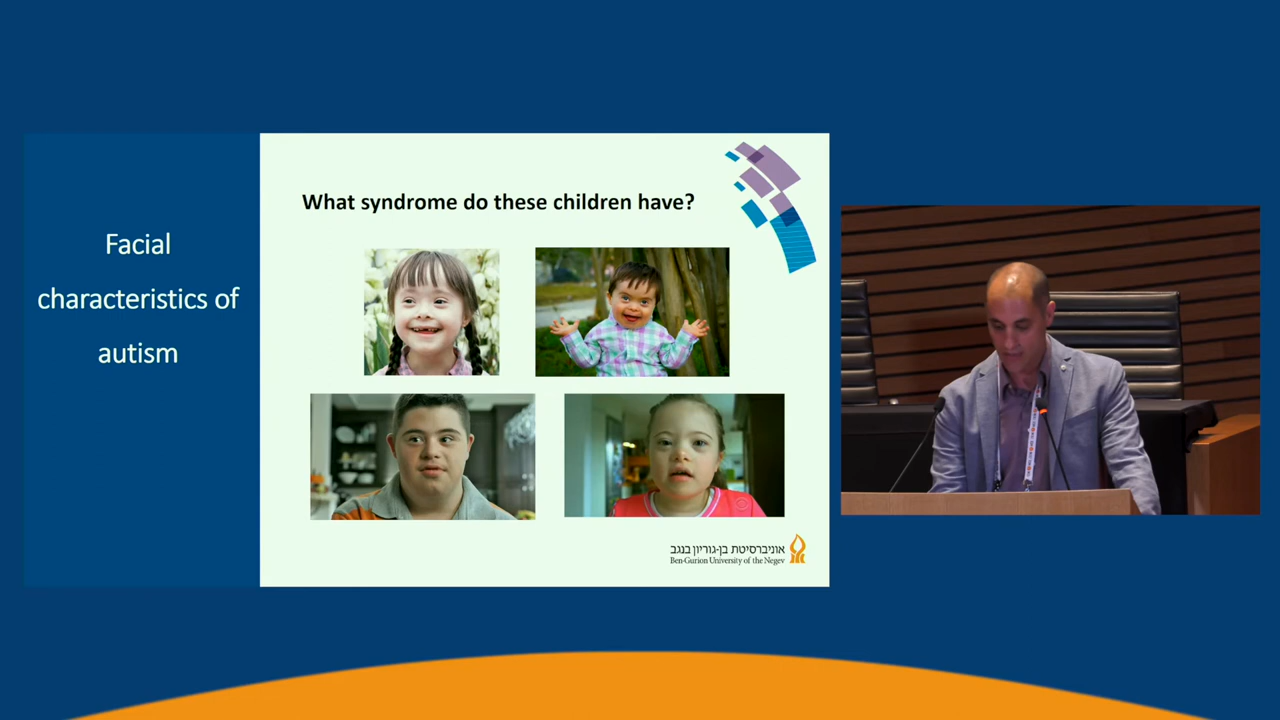 Facial
characteristics of
autism
What syndrome do these children have?
אוניברסיטת בן-גוריון בנגב
Ben-Gurion University of the Negev